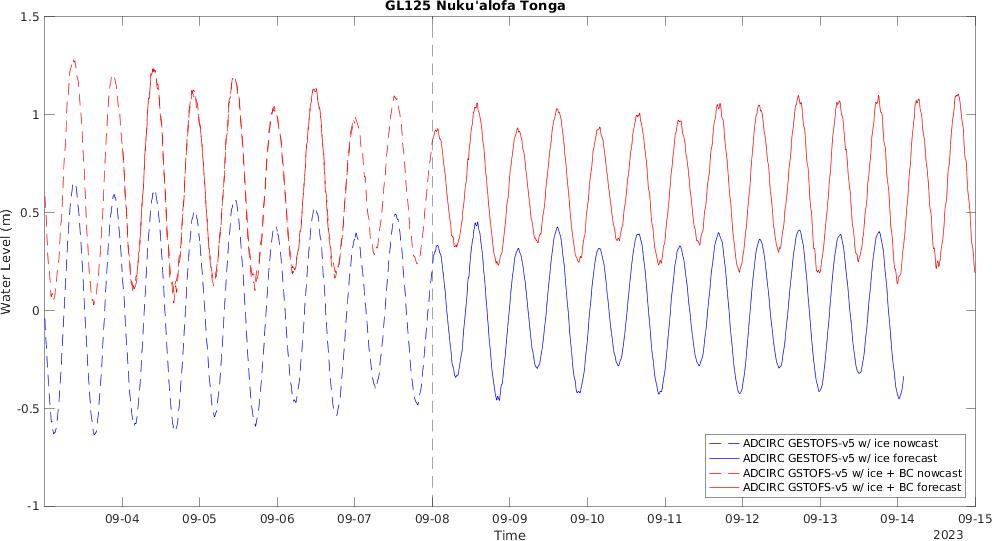 GL125 Nuku'alofa Tonga
1.5
1
0.5
0
-0.5
-1
Water Level (m)
ADCIRC GESTOFS-v5 w/ ice nowcast
ADCIRC GESTOFS-v5 w/ ice forecast
ADCIRC GSTOFS-v5 w/ ice + BC nowcast
ADCIRC GSTOFS-v5 w/ ice + BC forecast
09-04 09-05 09-06 09-07 09-08 09-09 09-10 09-11 09-12 09-13 09-14 09-15
Time
2023